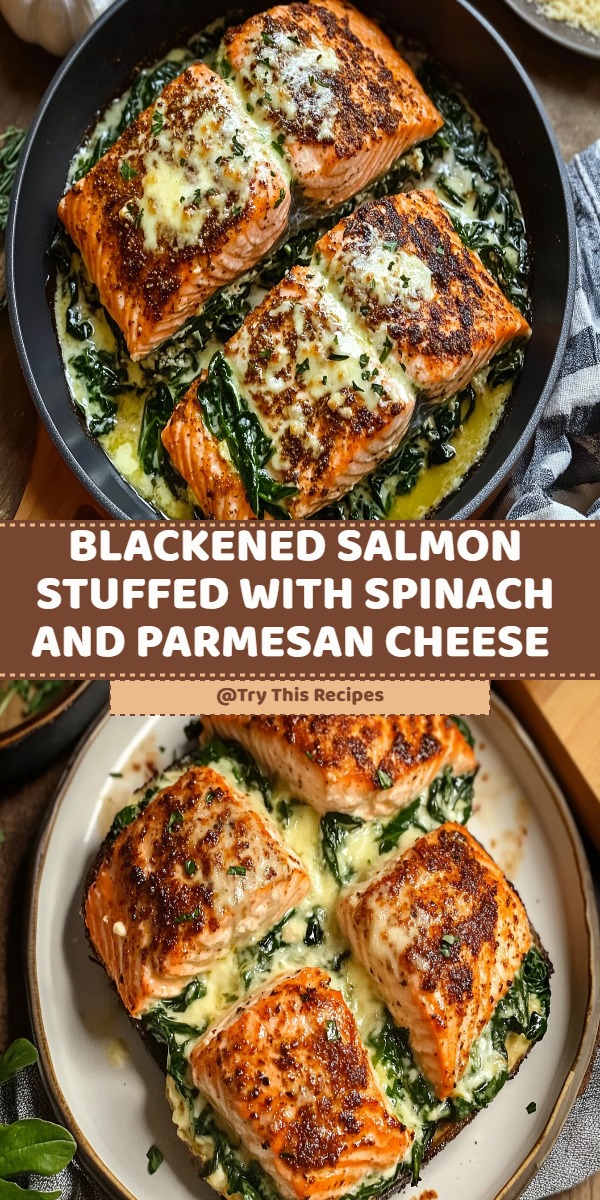 BLACKENED SALMON
STUFFED WITH SPINACH
AND PARMESAN CHEESE
@Try This Recipes